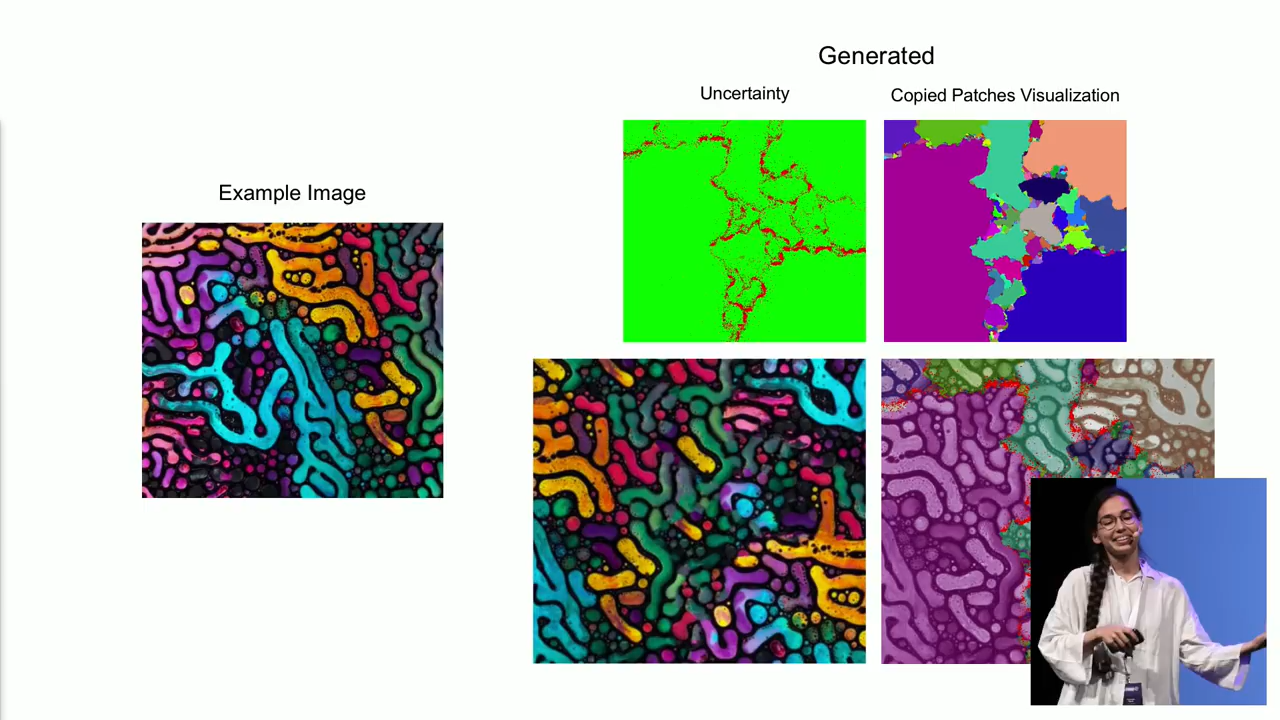 Generated
Uncertainty
Copied Patches Visualization
Example Image